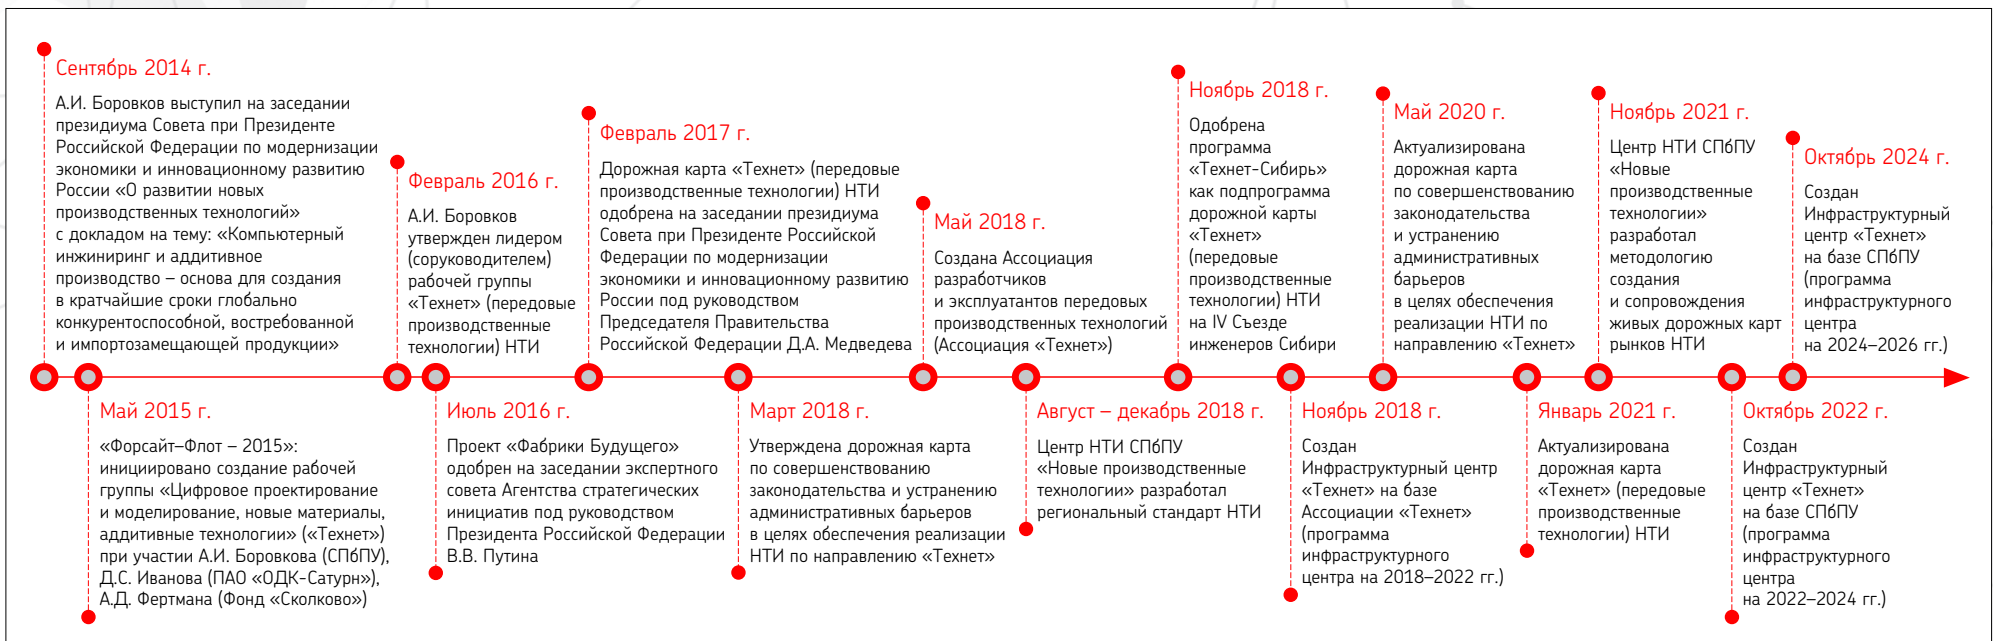 Сентябрь 2014 г.
А.И. Боровков выступил на заседании
президиума Совета при Президенте
Российской Федерации по модернизации
экономики и инновационному развитию
России «О развитии новых
производственных технологий»
с докладом на тему: «Компьютерный
инжиниринг и аддитивное
производство – основа для создания
в кратчайшие сроки глобально
конкурентоспособной, востребованной
и импортозамещающей продукции»
Май 2015 г.
«Форсайт–Флот – 2015»:
инициировано создание рабочей
группы «Цифровое проектирование
и моделирование, новые материалы,
аддитивные технологии» («Технет»)
при участии А.И. Боровкова (СПбПУ),
Д.С. Иванова (ПАО «ОДК-Сатурн»),
А.Д. Фертмана (Фонд «Сколково»)
Февраль 2016 г.
А.И. Боровков
утвержден лидером
(соруководителем)
рабочей группы
«Технет» (передовые
производственные
технологии) НТИ
Июль 2016 г.
Проект «Фабрики Будущего»
одобрен на заседании экспертного
совета Агентства стратегических
инициатив под руководством
Президента Российской Федерации
В.В. Путина
Февраль 2017 г.
Дорожная карта «Технет» (передовые
производственные технологии) НТИ
одобрена на заседании президиума
Совета при Президенте Российской
Федерации по модернизации
экономики и инновационному развитию
России под руководством
Председателя Правительства
Российской Федерации Д.А. Медведева
Март 2018 г.
Утверждена дорожная карта
по совершенствованию
законодательства и устранению
административных барьеров
в целях обеспечения реализации
НТИ по направлению «Технет»
Май 2018 г.
Создана Ассоциация
разработчиков
и эксплуатантов передовых
производственных технологий
(Ассоциация «Технет»)
Август – декабрь 2018 г.
Центр НТИ СПбПУ
«Новые производственные
технологии» разработал
региональный стандарт НТИ
Ноябрь 2018 г.
Одобрена
программа
«Технет-Сибирь»
как подпрограмма
дорожной карты
«Технет»
(передовые
производственные
технологии) НТИ
на IV Съезде
инженеров Сибири
Ноябрь 2018 г.
Создан
Инфраструктурный центр
«Технет» на базе
Ассоциации «Технет»
(программа
инфраструктурного
центра на 2018–2022 гг.)
Май 2020 г.
Актуализирована
дорожная карта
по совершенствованию
законодательства
и устранению
административных
барьеров
в целях обеспечения
реализации НТИ по
направлению «Технет»
Январь 2021 г.
Актуализирована
дорожная карта
«Технет» (передовые
производственные
технологии) НТИ
Ноябрь 2021 г.
Центр НТИ СПбПУ
«Новые
производственные
технологии»
разработал
методологию
создания
и сопровождения
живых дорожных карт
рынков НТИ
Октябрь 2022 г.
Создан
Инфраструктурный
центр «Технет»
на базе СПбПУ
(программа
инфраструктурного
центра
на 2022–2024 гг.)
Октябрь 2024 г.
Создан
Инфраструктурный
центр «Технет»
на базе СПбПУ
(программа
инфраструктурного
центра
на 2024–2026 гг.)